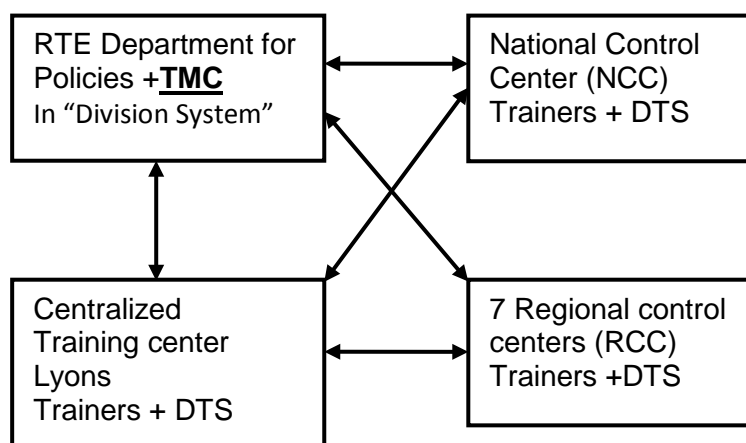 RTE Department for
Policies +TMC
In “Division System”
National Control
Center (NCC)
Trainers + DTS
Centralized
Training center
Lyons
Trainers + DTS
7 Regional control
centers (RCC)
Trainers +DTS